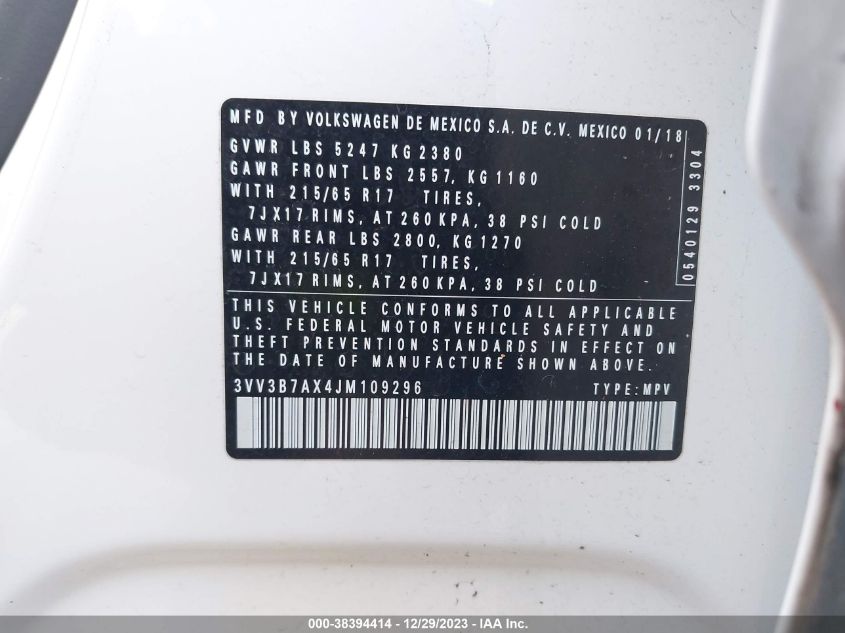 MFD BY VOLKSWAGEN DE MEXICO S.A. DE C.V. MEXICO 01/18
GVWR LBS 5247 KG 2380
GAWR FRONT LBS 2557, KG 1160
WITH 215/65 R17 TIRES,
7JX17 RIMS, AT 260 KPA, 38 PSI COLD
GAWR REAR LBS 2800, KG 1270
WITH 215/65 R17 TIRES,
7JX17 RIMS, AT 260 KPA, 38 PSI COLD
0540129 3304
THIS VEHICLE CONFORMS TO ALL APPLICABLE
U.S. FEDERAL MOTOR VEHICLE SAFETY AND
THEFT PREVENTION STANDARDS IN EFFECT ON
THE DATE OF MANUFACTURE SHOWN ABOVE.
3VV3B7AX4JM109296 TYPE: MPV
000-38394414 - 12/29/2023 - IAA Inc.